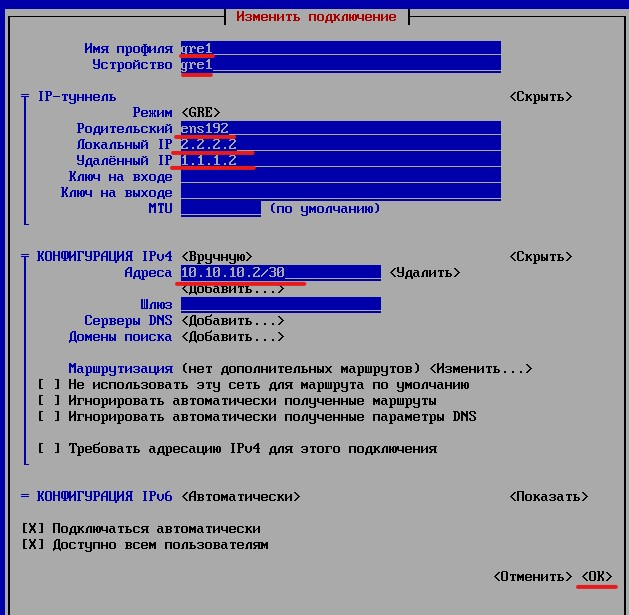 Изменить подключение
Имя профиля gre1
Устройство gre1
IP-туннель <Скрыть>
Режим <GRE>
Родительский ens192
Локальный IP 2.2.2.2
Удалённый IP 1.1.1.2
Ключ на входе
Ключ на выходе
MTU (по умолчанию)
КОНФИГУРАЦИЯ IPv4 <Вручную> <Скрыть>
Адреса 10.10.10.2/30 <Удалить>
<Добавить...>
Шлюз
Серверы DNS <Добавить...>
Домены поиска <Добавить...>
Маршрутизация (нет дополнительных маршрутов) <Изменить...>
[ ] Не использовать эту сеть для маршрута по умолчанию
[ ] Игнорировать автоматически полученные маршруты
[ ] Игнорировать автоматически полученные параметры DNS
[ ] Требовать адресацию IPv4 для этого подключения
= КОНФИГУРАЦИЯ IPv6 <Автоматически> <Показать>
[X] Подключаться автоматически
[X] Доступно всем пользователям
<Отменить> <OK>